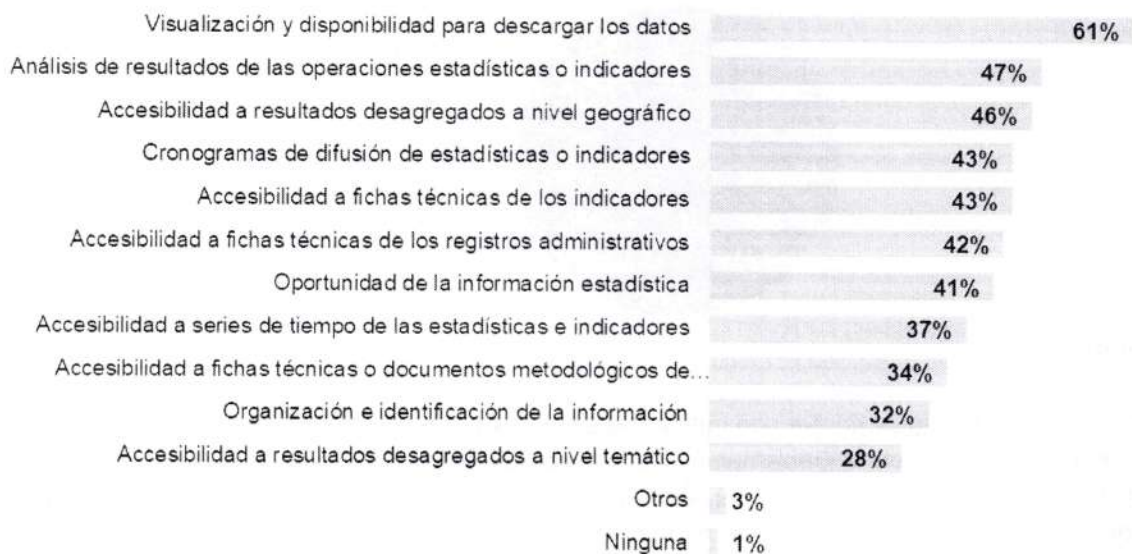 Visualización y disponibilidad para descargar los datos 61%
Análisis de resultados de las operaciones estadísticas o indicadores 47%
Accesibilidad a resultados desagregados a nivel geográfico 46%
Cronogramas de difusión de estadísticas o indicadores 43%
Accesibilidad a fichas técnicas de los indicadores 43%
Accesibilidad a fichas técnicas de los registros administrativos 42%
Oportunidad de la información estadística 41%
Accesibilidad a series de tiempo de las estadísticas e indicadores 37%
Accesibilidad a fichas técnicas o documentos metodológicos de... 34%
Organización e identificación de la información 32%
Accesibilidad a resultados desagregados a nivel temático 28%
Otros 3%
Ninguna 1%